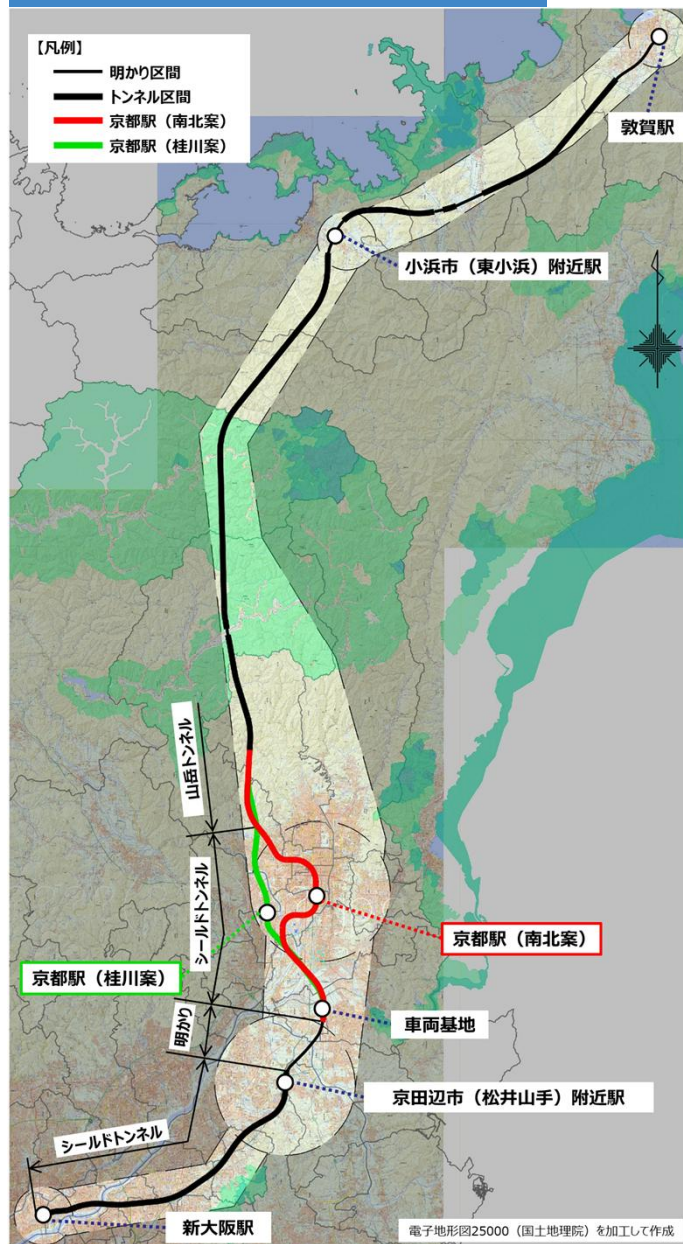 【凡例】
明かり区間
トンネル区間
京都駅（南北案）
京都駅（桂川案）
敦賀駅
小浜市（東小浜）附近駅
山岳トンネル
シールドトンネル
京都駅（南北案）
京都駅（桂川案）
車両基地
明かり
京田辺市（松井山手）附近駅
シールドトンネル
新大阪駅
電子地形図25000（国土地理院）を加工して作成